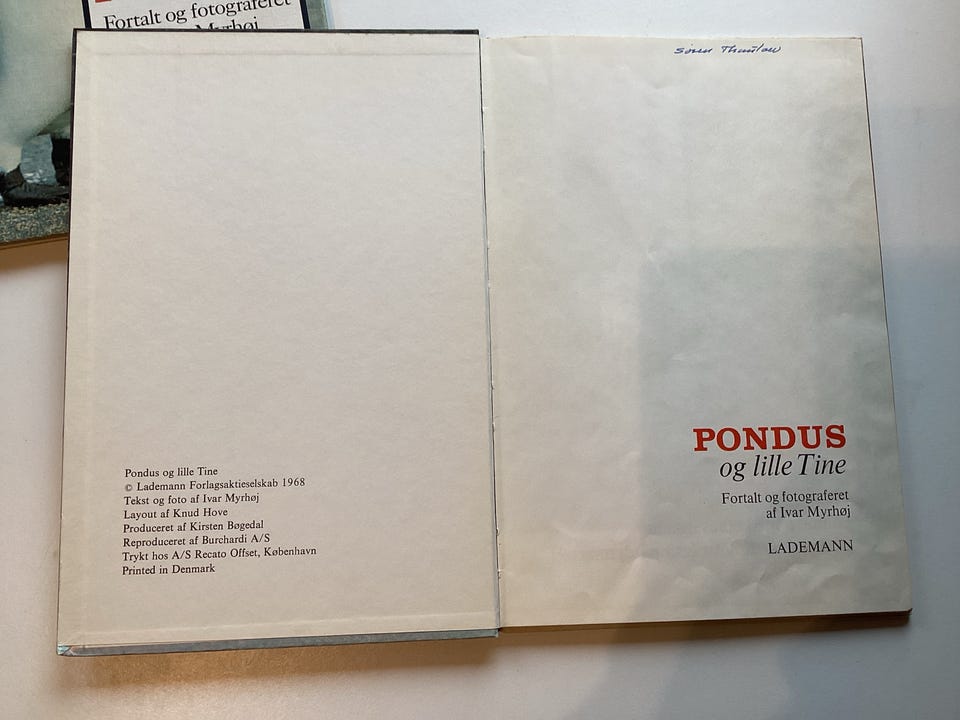 Fortalt og fotograferet
Myrhøj
Pondus og lille Tine
© Lademann Forlagsaktieselskab 1968
Tekst og foto af Ivar Myrhøj
Layout af Knud Hove
Produceret af Kirsten Bøgedal
Reproduceret af Burchardi A/S
Trykt hos A/S Recato Offset, København
Printed in Denmark
Søren
PONDUS
og lille Tine
Fortalt og fotograferet
af Ivar Myrhøj
LADEMANN